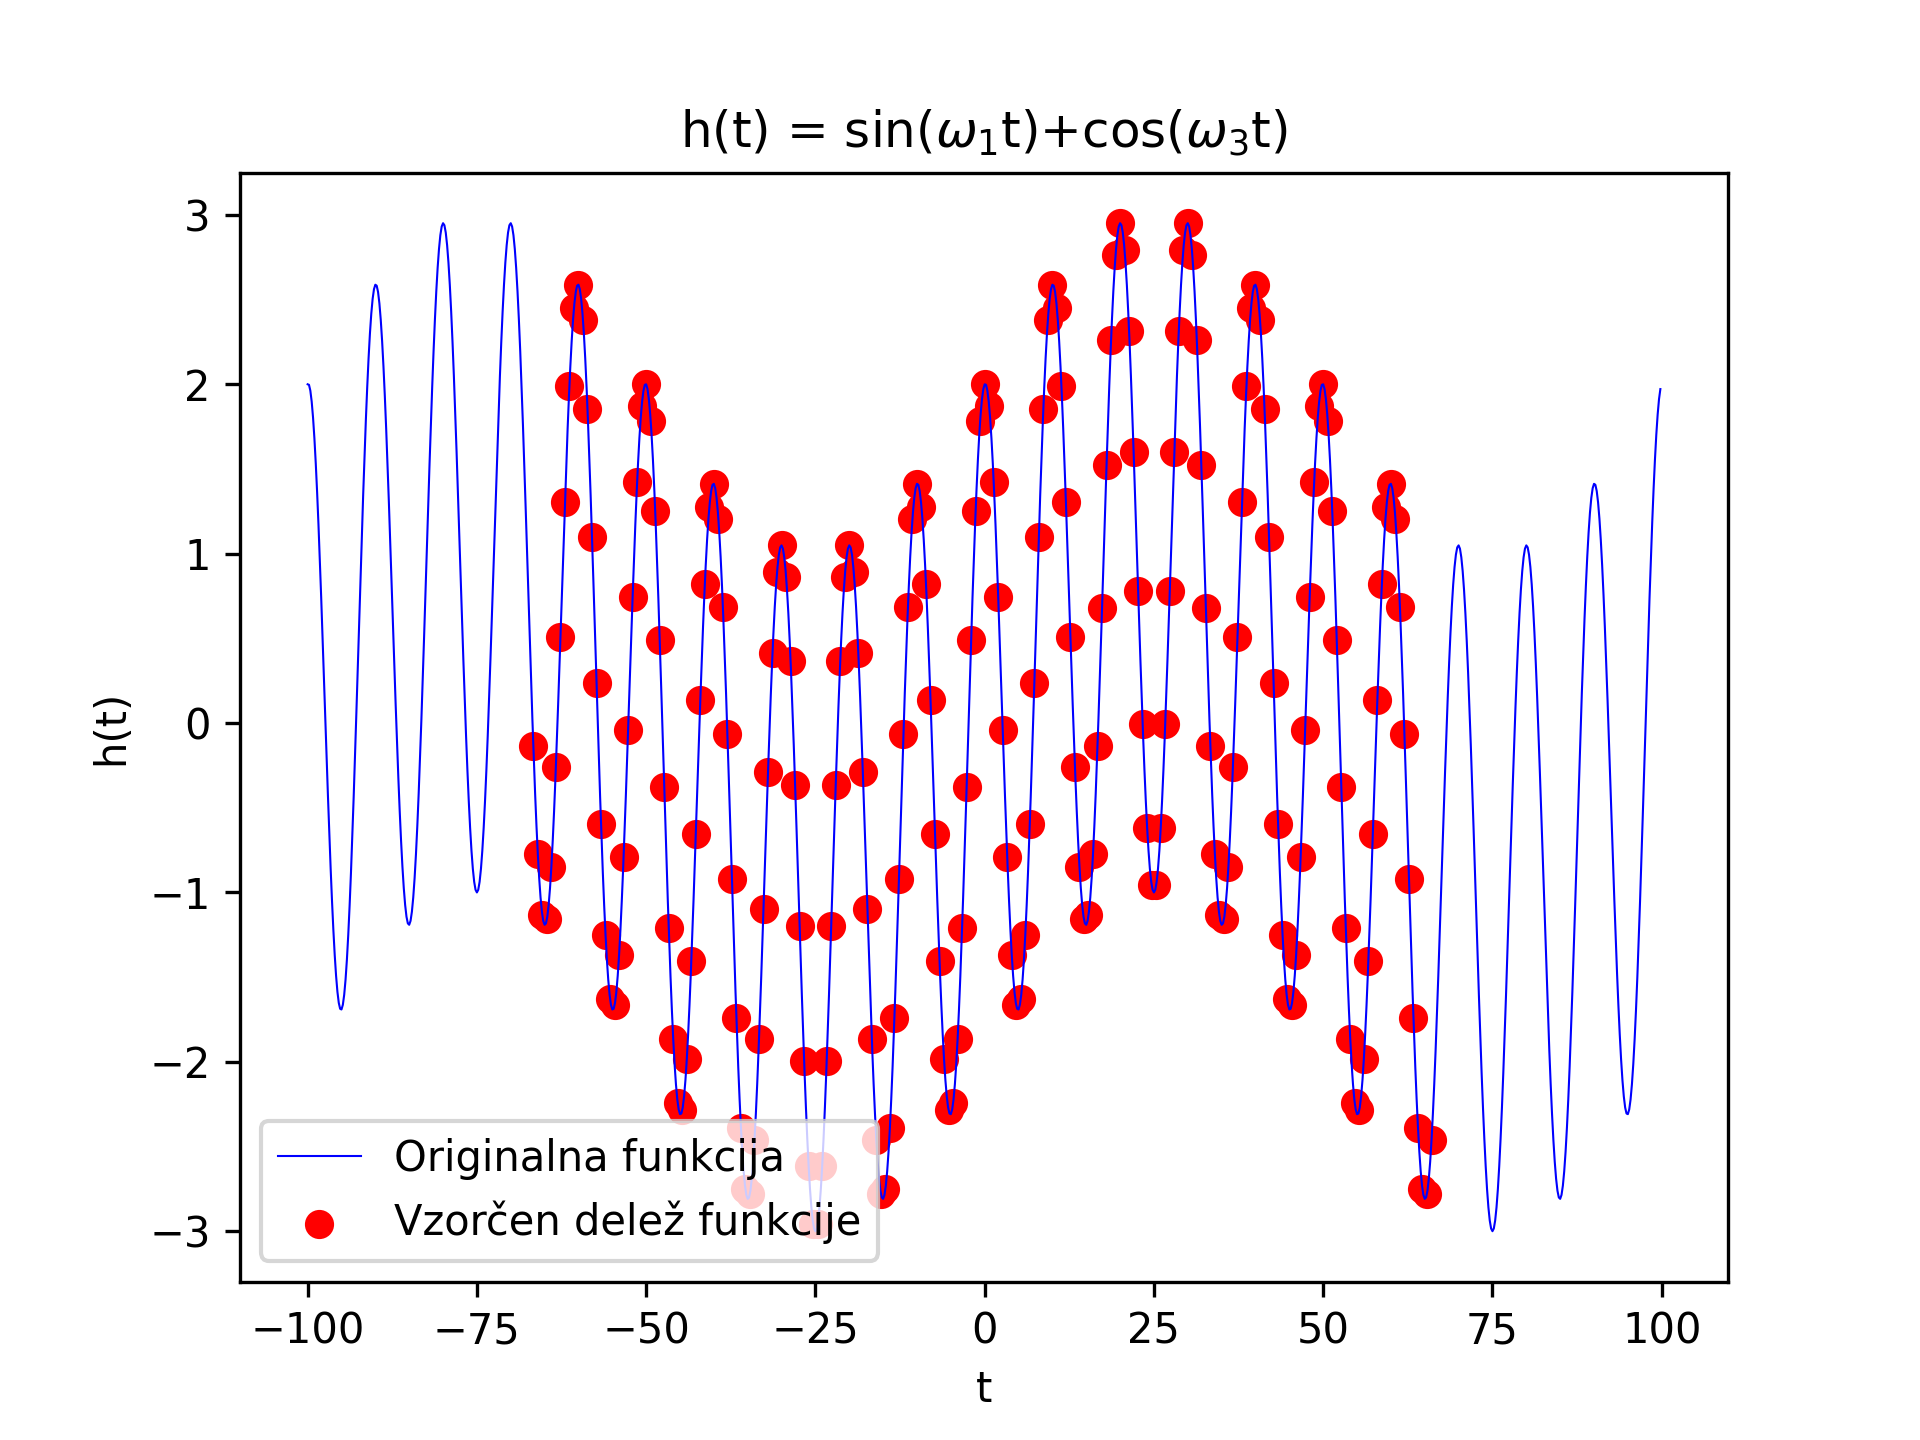 h(t) = sin(ω₁t)+cos(ω₃t)
3
2
1
0
−1
−2
−3
h(t)
Originalna funkcija
Vzorčen delež funkcije
−100 −75 −50 −25 0 25 50 75 100
t